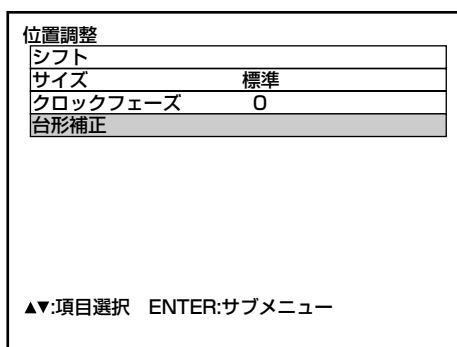 位置調整
シフト
サイズ 標準
クロックフェーズ 0
台形補正
▲▼:項目選択 ENTER:サブメニュー